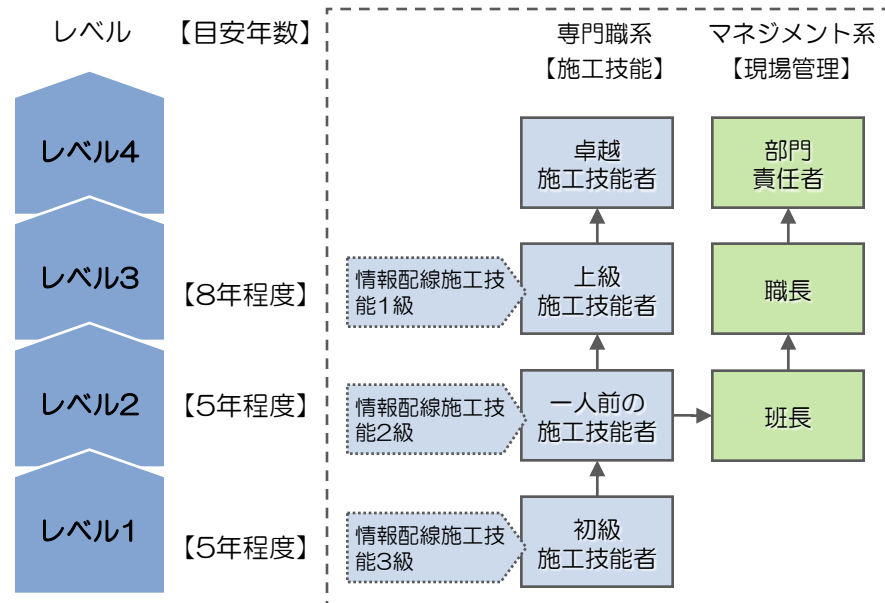 レベル
【目安年数】
専門職系
【施工技能】
マネジメント系
【現場管理】
レベル4
卓越
施工技能者
部門
責任者
レベル3
【8年程度】
情報配線施工技
能1級
上級
施工技能者
職長
レベル2
【5年程度】
情報配線施工技
能2級
一人前の
施工技能者
班長
レベル1
【5年程度】
情報配線施工技
能3級
初級
施工技能者